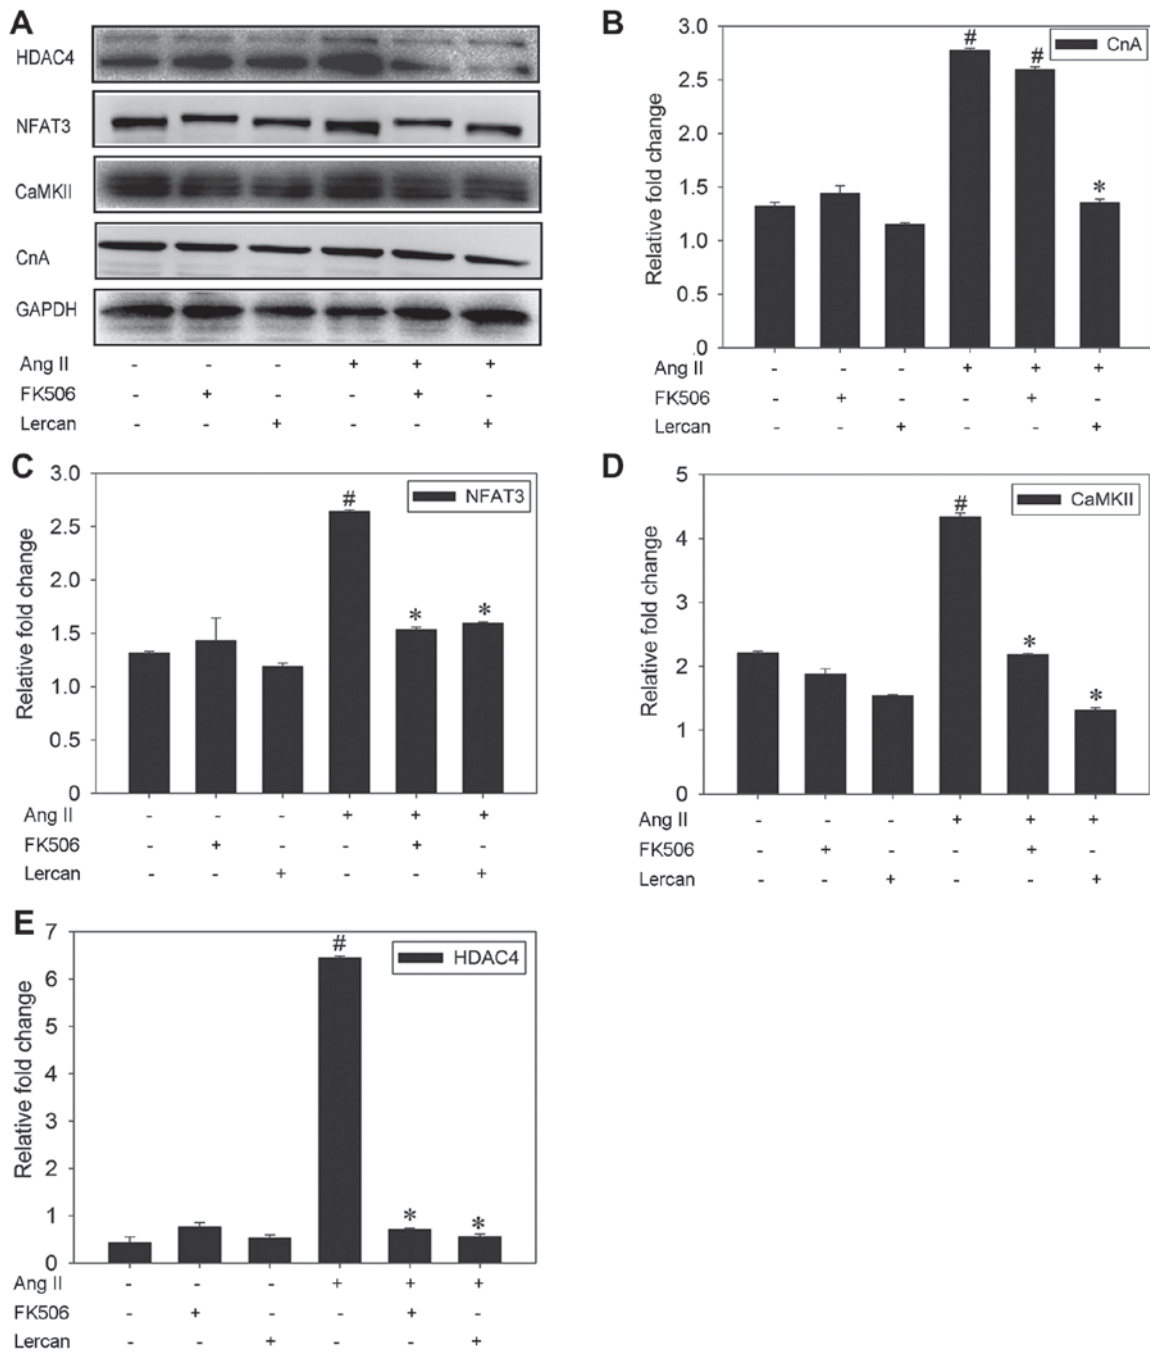 A
HDAC4
NFAT3
CaMKII
CnA
GAPDH
Ang II - - - + + +
FK506 - + - - + -
Lercan - - + - - +
B
3.0
2.5
2.0
1.5
1.0
0.5
.0
Relative fold change
CnA
# # *
Ang II - - - + + +
FK506 - + - - + -
Lercan - - + - - +
C
3.0
2.5
2.0
1.5
1.0
0.5
0
Relative fold change
NFAT3
# * *
Ang II - - - + + +
FK506 - + - - + -
Lercan - - + - - +
D
5
4
3
2
1
0
Relative fold change
CaMKII
# * *
Ang II - - - + + +
FK506 - + - - + -
Lercan - - + - - +
E
7
6
5
4
3
2
1
0
Relative fold change
HDAC4
# * *
Ang II - - - + + +
FK506 - + - - + -
Lercan - - + - - +